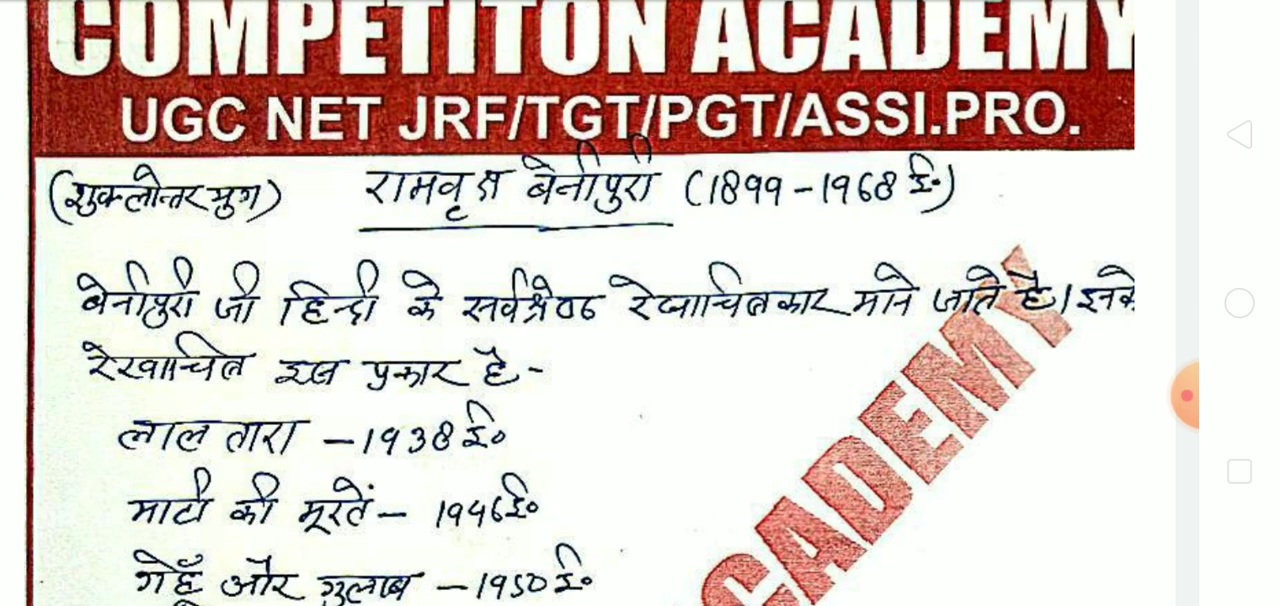 COMPETITON ACADEMY
UGC NET JRF/TGT/PGT/ASSI.PRO.
(शुक्लोत्तर युग) रामवृक्ष बेनीपुरी (1899-1968 ई०)
बेनीपुरी जी हिन्दी के सर्वश्रेष्ठ रेखाचित्रकार माने जाते है। इनके
रेखाचित्र इस प्रकार है-
लाल तारा - 1938 ई०
माटी की मूरतें - 1946 ई०
गेहूँ और गुलाब - 1950 ई०
CADEMY